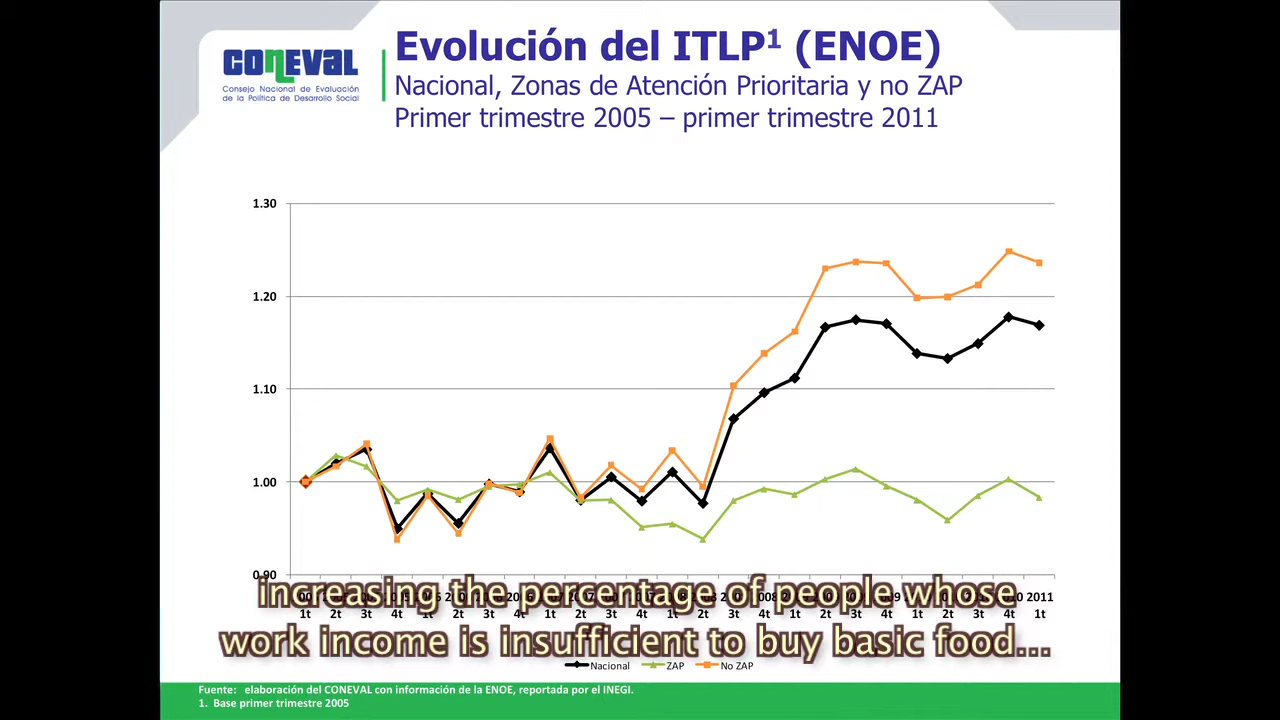 Evolución del ITLP¹ (ENOE)
CONEVAL
Consejo Nacional de Evaluación
de la Política de Desarrollo Social
Nacional, Zonas de Atención Prioritaria y no ZAP
Primer trimestre 2005 – primer trimestre 2011
1.30
1.20
1.10
1.00
0.90
2011
1t 2t 3t 4t 1t 2t 3t 4t 1t 2t 3t 4t 1t 2t 3t 4t 1t 2t 3t 4t 1t 2t 3t 4t 1t
increasing the percentage of people whose
work income is insufficient to buy basic food...
Nacional ZAP No ZAP
Fuente: elaboración del CONEVAL con información de la ENOE, reportada por el INEGI.
1. Base primer trimestre 2005